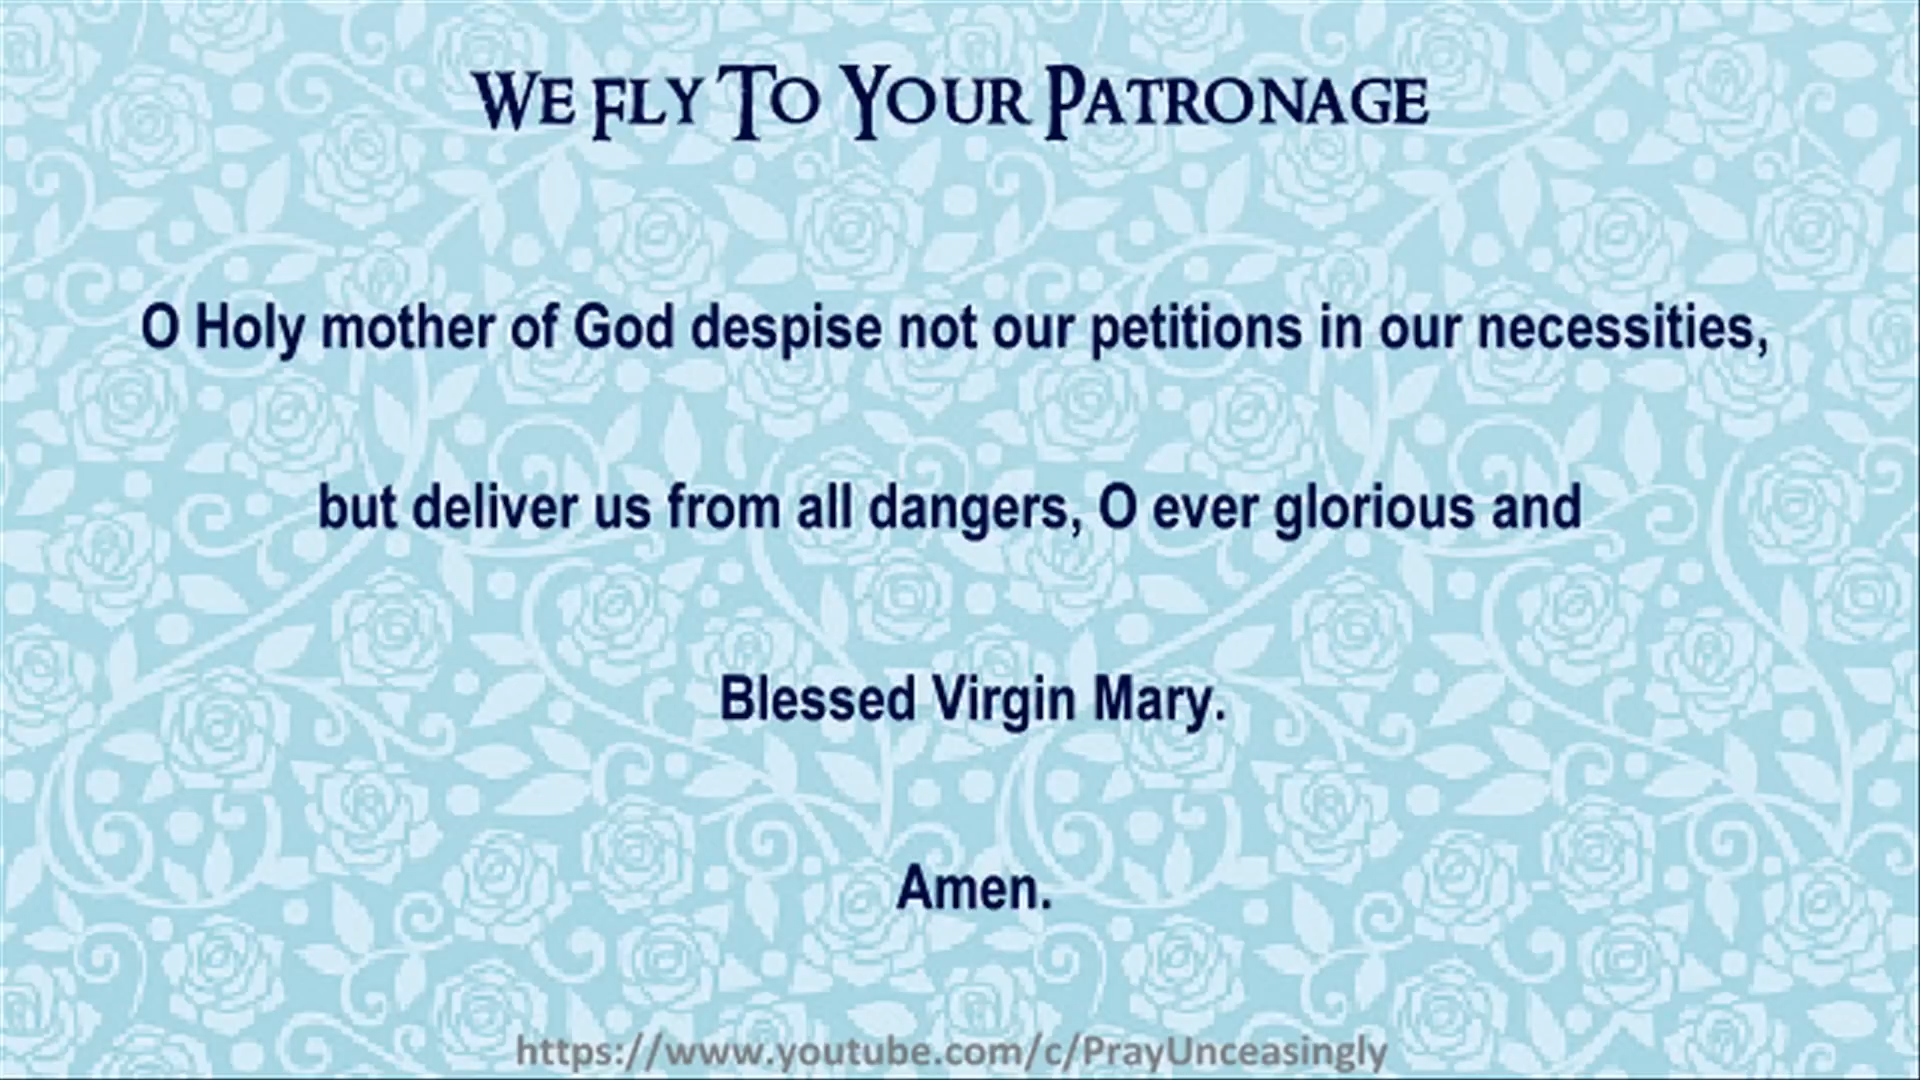 We Fly To Your Patronage
O Holy mother of God despise not our petitions in our necessities,
but deliver us from all dangers, O ever glorious and
Blessed Virgin Mary.
Amen.
https://www.youtube.com/c/PrayUnceasingly